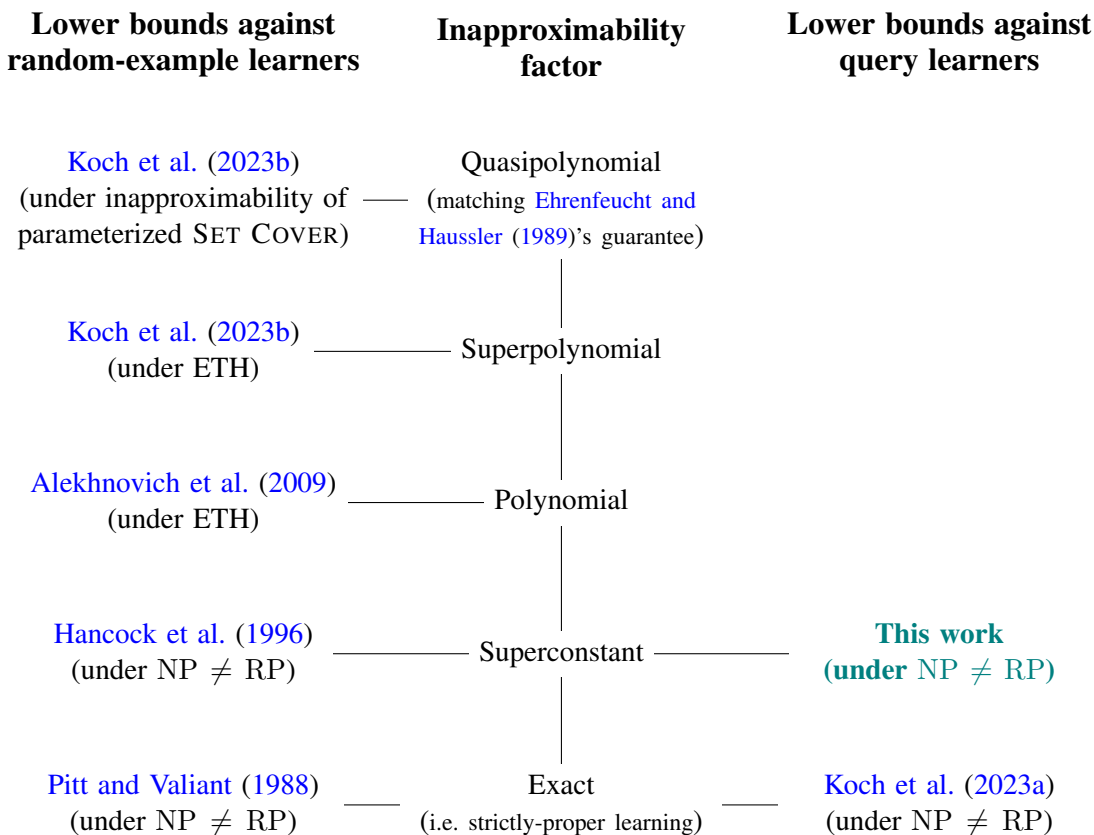 Lower bounds against
random-example learners
Inapproximability
factor
Lower bounds against
query learners
Koch et al. (2023b)
(under inapproximability of
parameterized SET COVER)
Quasipolynomial
(matching Ehrenfeucht and
Haussler (1989)'s guarantee)
Koch et al. (2023b)
(under ETH)
Superpolynomial
Alekhnovich et al. (2009)
(under ETH)
Polynomial
Hancock et al. (1996)
(under NP ≠ RP)
Superconstant
This work
(under NP ≠ RP)
Pitt and Valiant (1988)
(under NP ≠ RP)
Exact
(i.e. strictly-proper learning)
Koch et al. (2023a)
(under NP ≠ RP)